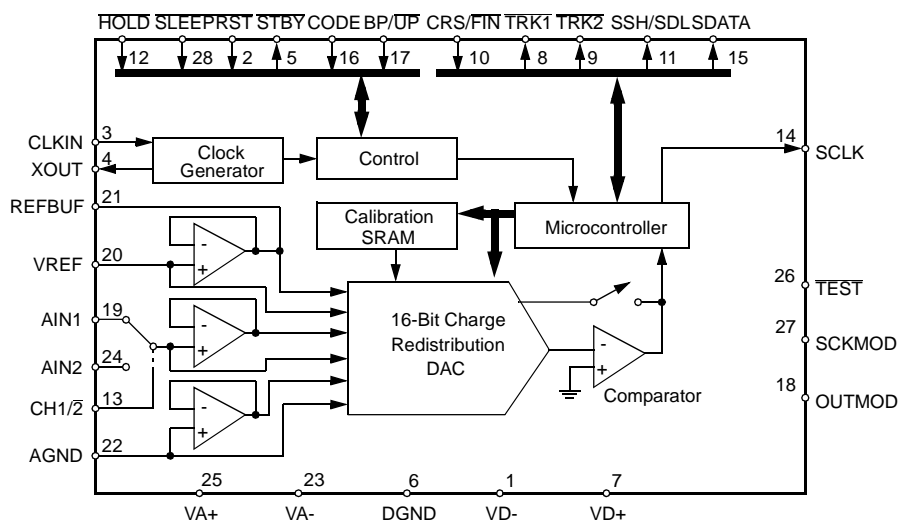 HOLD SLEEP RST STBY CODE BP/UP CRS/FIN TRK1 TRK2 SSH/SDL SDATA
12 28 2 5 16 17 10 8 9 11 15
CLKIN 3
XOUT 4
Clock
Generator
Control
14 SCLK
REFBUF 21
Calibration
SRAM
Microcontroller
VREF 20
- +
26 TEST
AIN1 19
- +
16-Bit Charge
Redistribution
DAC
- +
27 SCKMOD
AIN2 24
Comparator
18 OUTMOD
CH1/2 13
- +
AGND 22
25 23 6 1 7
VA+ VA- DGND VD- VD+